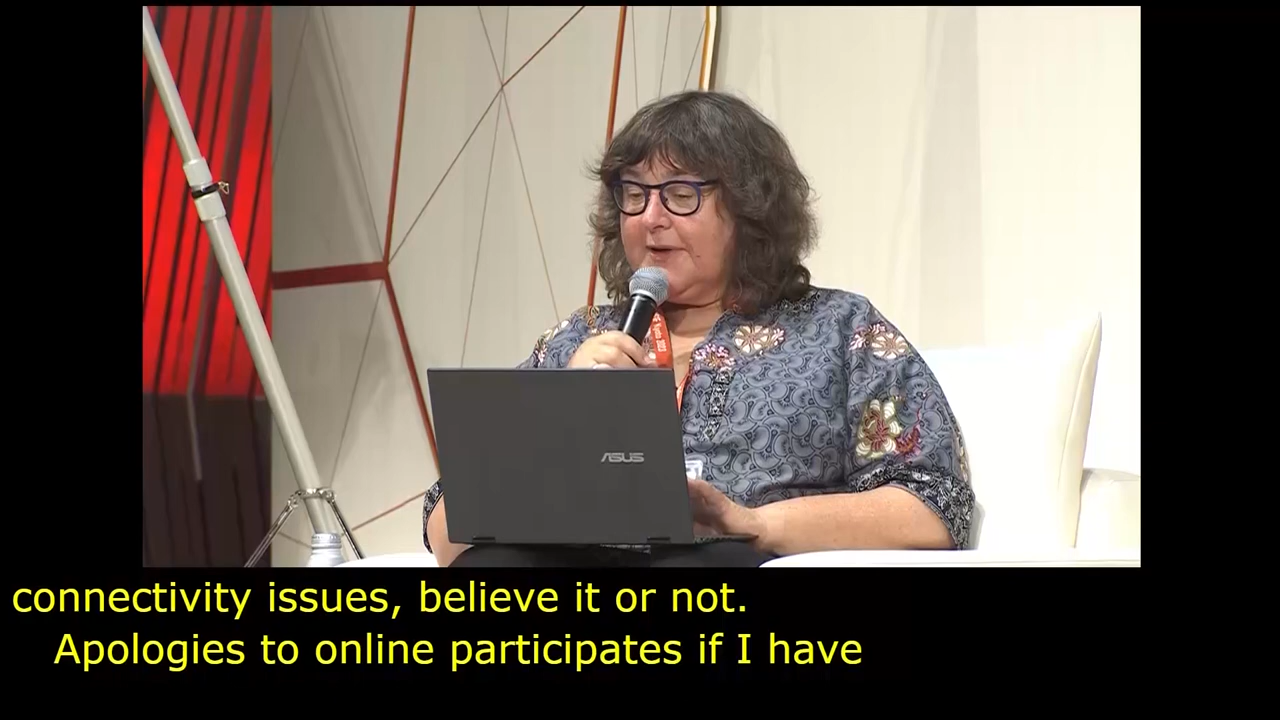 ASUS
connectivity issues, believe it or not.
Apologies to online participates if I have